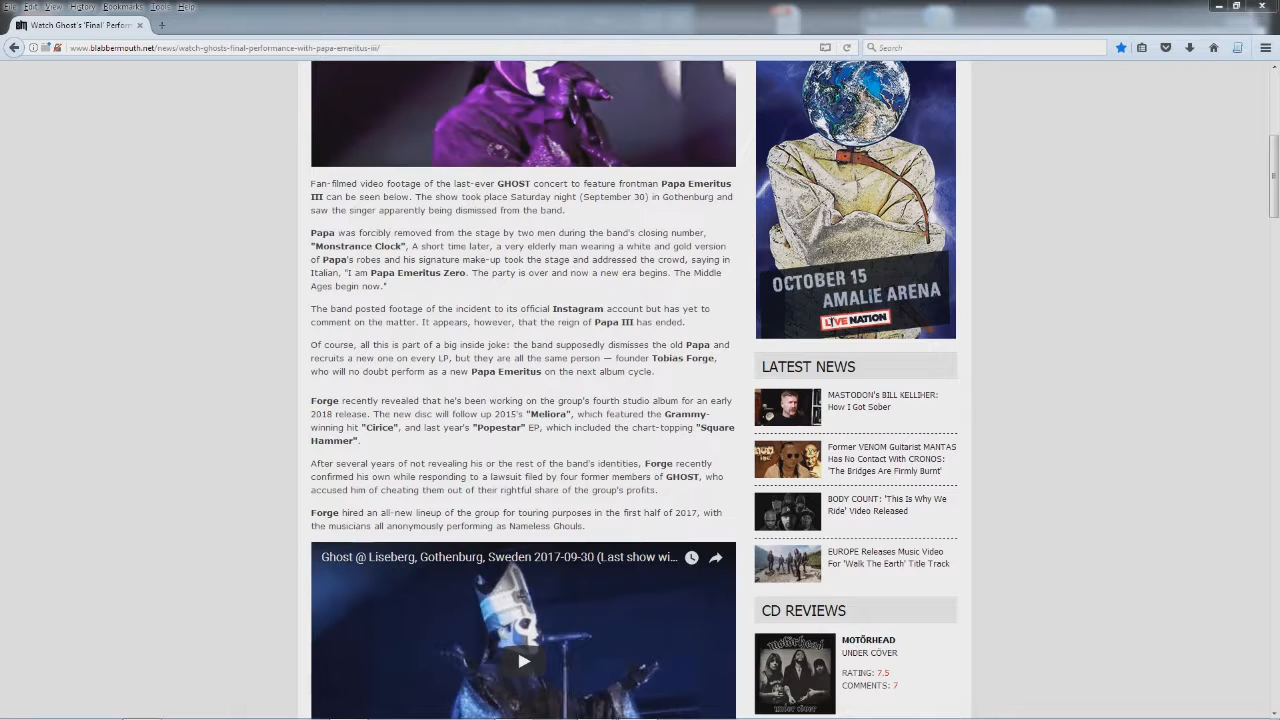 File Edit View History Bookmarks Tools Help
Watch Ghost's 'Final' Perfor
www.blabbermouth.net/news/watch-ghosts-final-performance-with-papa-emeritus-iii/
Search
Fan-filmed video footage of the last-ever GHOST concert to feature frontman Papa Emeritus
III can be seen below. The show took place Saturday night (September 30) in Gothenburg and
saw the singer apparently being dismissed from the band.
Papa was forcibly removed from the stage by two men during the band's closing number,
"Monstrance Clock", A short time later, a very elderly man wearing a white and gold version
of Papa's robes and his signature make-up took the stage and addressed the crowd, saying in
Italian, "I am Papa Emeritus Zero. The party is over and now a new era begins. The Middle
Ages begin now."
The band posted footage of the incident to its official Instagram account but has yet to
comment on the matter. It appears, however, that the reign of Papa III has ended.
Of course, all this is part of a big inside joke: the band supposedly dismisses the old Papa and
recruits a new one on every LP, but they are all the same person — founder Tobias Forge,
who will no doubt perform as a new Papa Emeritus on the next album cycle.
Forge recently revealed that he's been working on the group's fourth studio album for an early
2018 release. The new disc will follow up 2015's "Meliora", which featured the Grammy-
winning hit "Cirice", and last year's "Popestar" EP, which included the chart-topping "Square
Hammer".
After several years of not revealing his or the rest of the band's identities, Forge recently
confirmed his own while responding to a lawsuit filed by four former members of GHOST, who
accused him of cheating them out of their rightful share of the group's profits.
Forge hired an all-new lineup of the group for touring purposes in the first half of 2017, with
the musicians all anonymously performing as Nameless Ghouls.
Ghost @ Liseberg, Gothenburg, Sweden 2017-09-30 (Last show wi...
OCTOBER 15
AMALIE ARENA
LIVE NATION
LATEST NEWS
MASTODON's BILL KELLIHER:
How I Got Sober
Former VENOM Guitarist MANTAS
Has No Contact With CRONOS:
'The Bridges Are Firmly Burnt'
BODY COUNT: 'This Is Why We
Ride' Video Released
EUROPE Releases Music Video
For 'Walk The Earth' Title Track
CD REVIEWS
Motörhead
under cöver
MOTÖRHEAD
UNDER CÖVER
RATING: 7.5
COMMENTS: 7